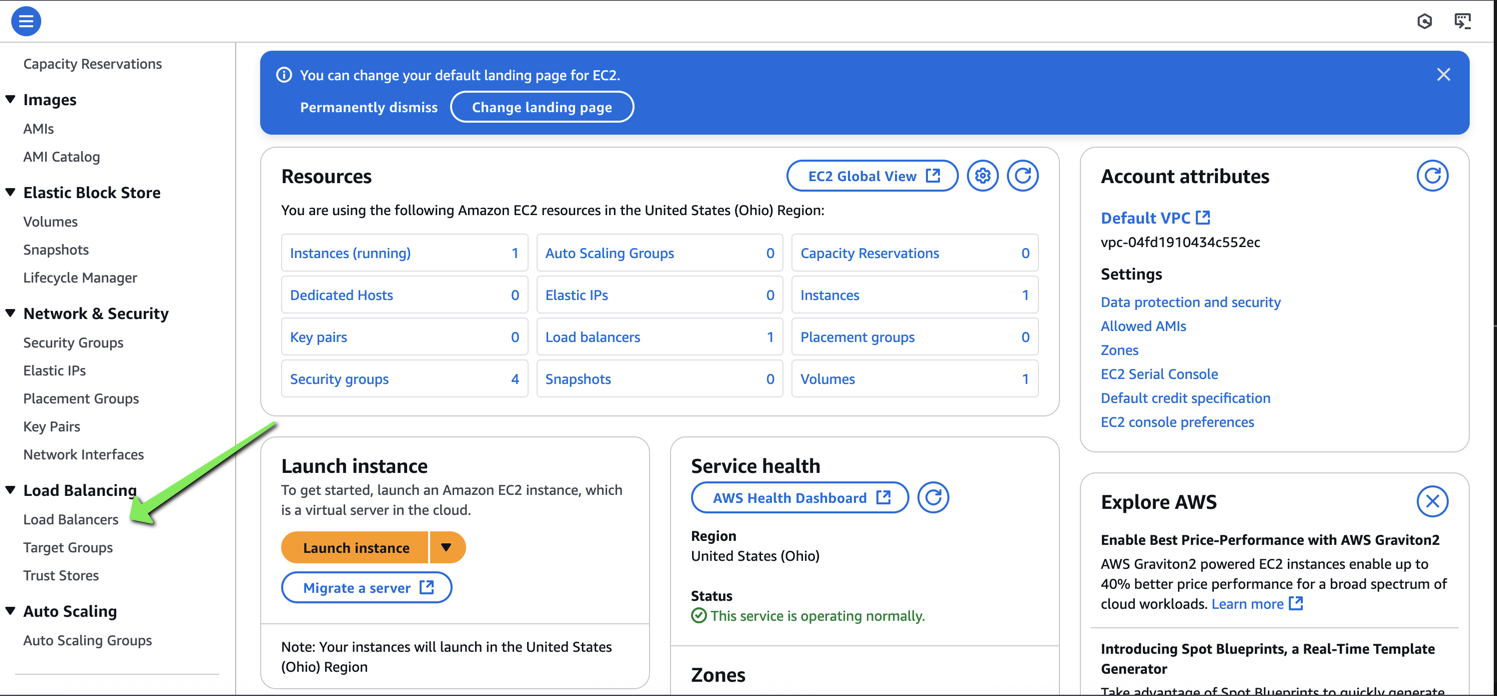 Capacity Reservations
Images
AMIs
AMI Catalog
Elastic Block Store
Volumes
Snapshots
Lifecycle Manager
Network & Security
Security Groups
Elastic IPs
Placement Groups
Key Pairs
Network Interfaces
Load Balancing
Load Balancers
Target Groups
Trust Stores
Auto Scaling
Auto Scaling Groups
You can change your default landing page for EC2.
Permanently dismiss Change landing page
Resources
EC2 Global View
You are using the following Amazon EC2 resources in the United States (Ohio) Region:
Instances (running) 1 Auto Scaling Groups 0 Capacity Reservations 0
Dedicated Hosts 0 Elastic IPs 0 Instances 1
Key pairs 0 Load balancers 1 Placement groups 0
Security groups 4 Snapshots 0 Volumes 1
Launch instance
To get started, launch an Amazon EC2 instance, which
is a virtual server in the cloud.
Launch instance
Migrate a server
Note: Your instances will launch in the United States
(Ohio) Region
Service health
AWS Health Dashboard
Region
United States (Ohio)
Status
This service is operating normally.
Zones
Account attributes
Default VPC
vpc-04fd1910434c552ec
Settings
Data protection and security
Allowed AMIs
Zones
EC2 Serial Console
Default credit specification
EC2 console preferences
Explore AWS
Enable Best Price-Performance with AWS Graviton2
AWS Graviton2 powered EC2 instances enable up to
40% better price performance for a broad spectrum of
cloud workloads. Learn more
Introducing Spot Blueprints, a Real-Time Template
Generator
Take advantage of Spot Blueprints to quickly generate